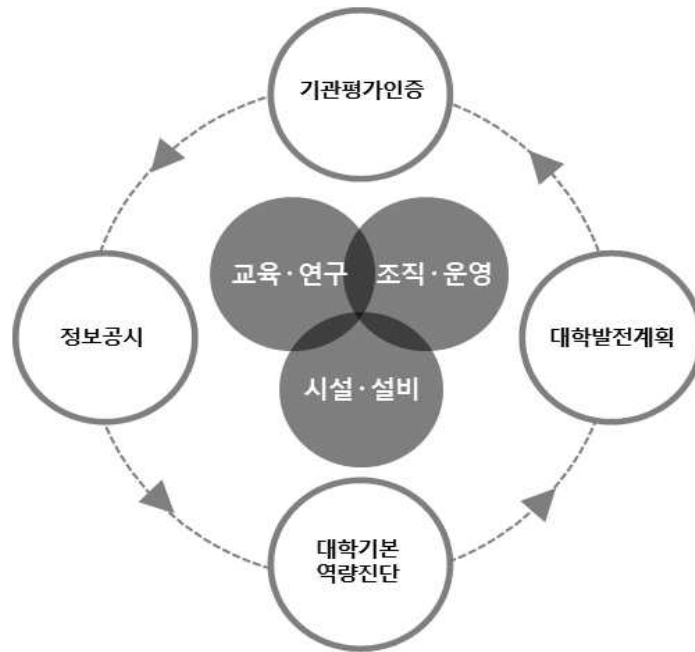 기관평가인증
교육·연구
조직·운영
정보공시
대학발전계획
시설·설비
대학기본
역량진단